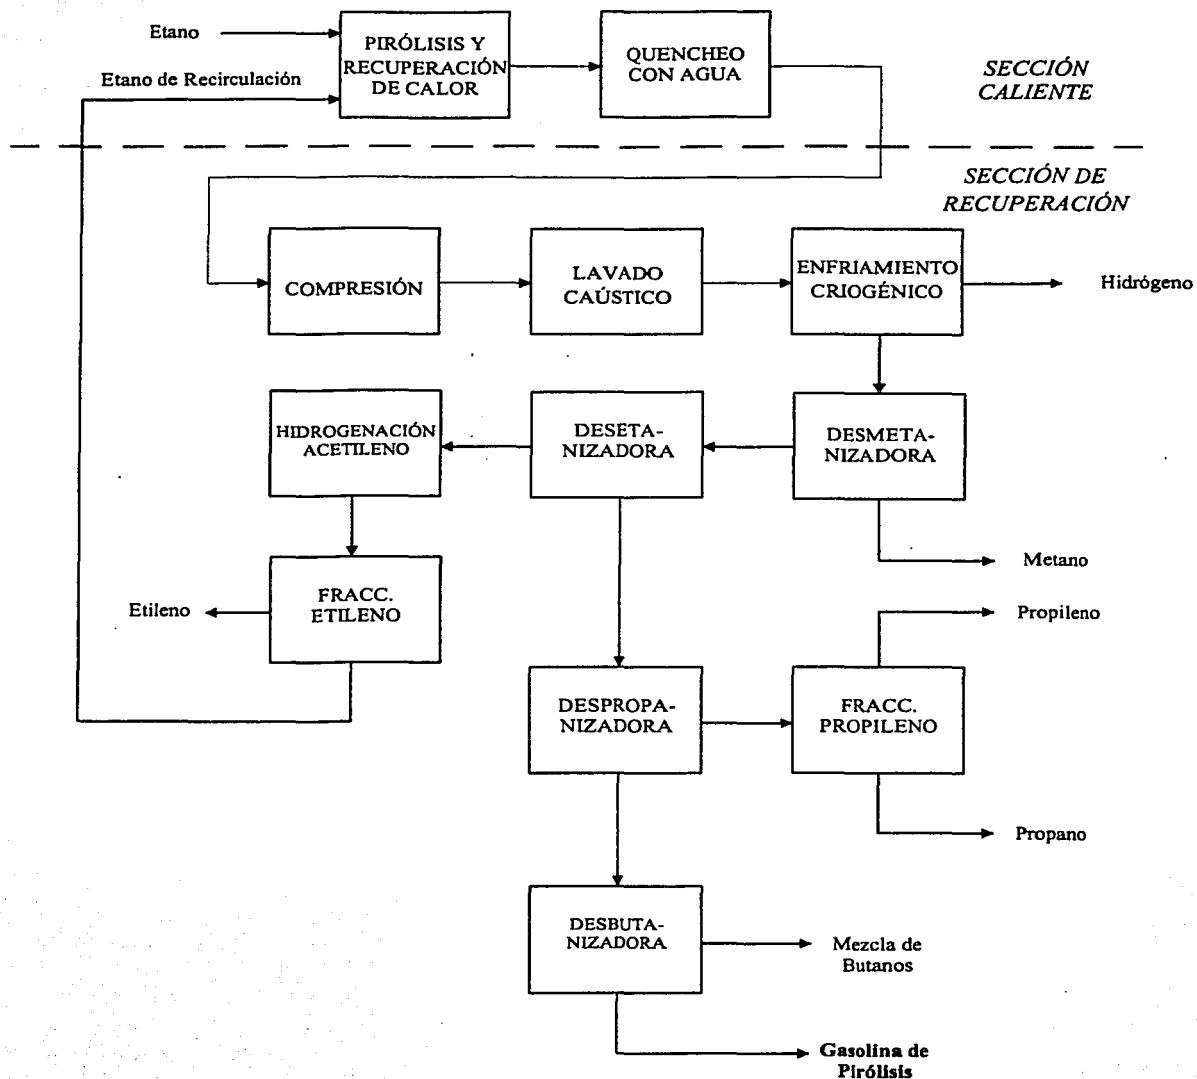 Etano
PIRÓLISIS Y
RECUPERACIÓN
DE CALOR
QUENCHEO
CON AGUA
SECCIÓN
CALIENTE
Etano de Recirculación
SECCIÓN DE
RECUPERACIÓN
COMPRESIÓN
LAVADO
CAÚSTICO
ENFRIAMIENTO
CRIOGÉNICO
Hidrógeno
HIDROGENACIÓN
ACETILENO
DESETA-
NIZADORA
DESMETA-
NIZADORA
Metano
Etileno
FRACC.
ETILENO
Propileno
DESPROPA-
NIZADORA
FRACC.
PROPILENO
Propano
DESBUTA-
NIZADORA
Mezcla de
Butanos
Gasolina de
Pirólisis